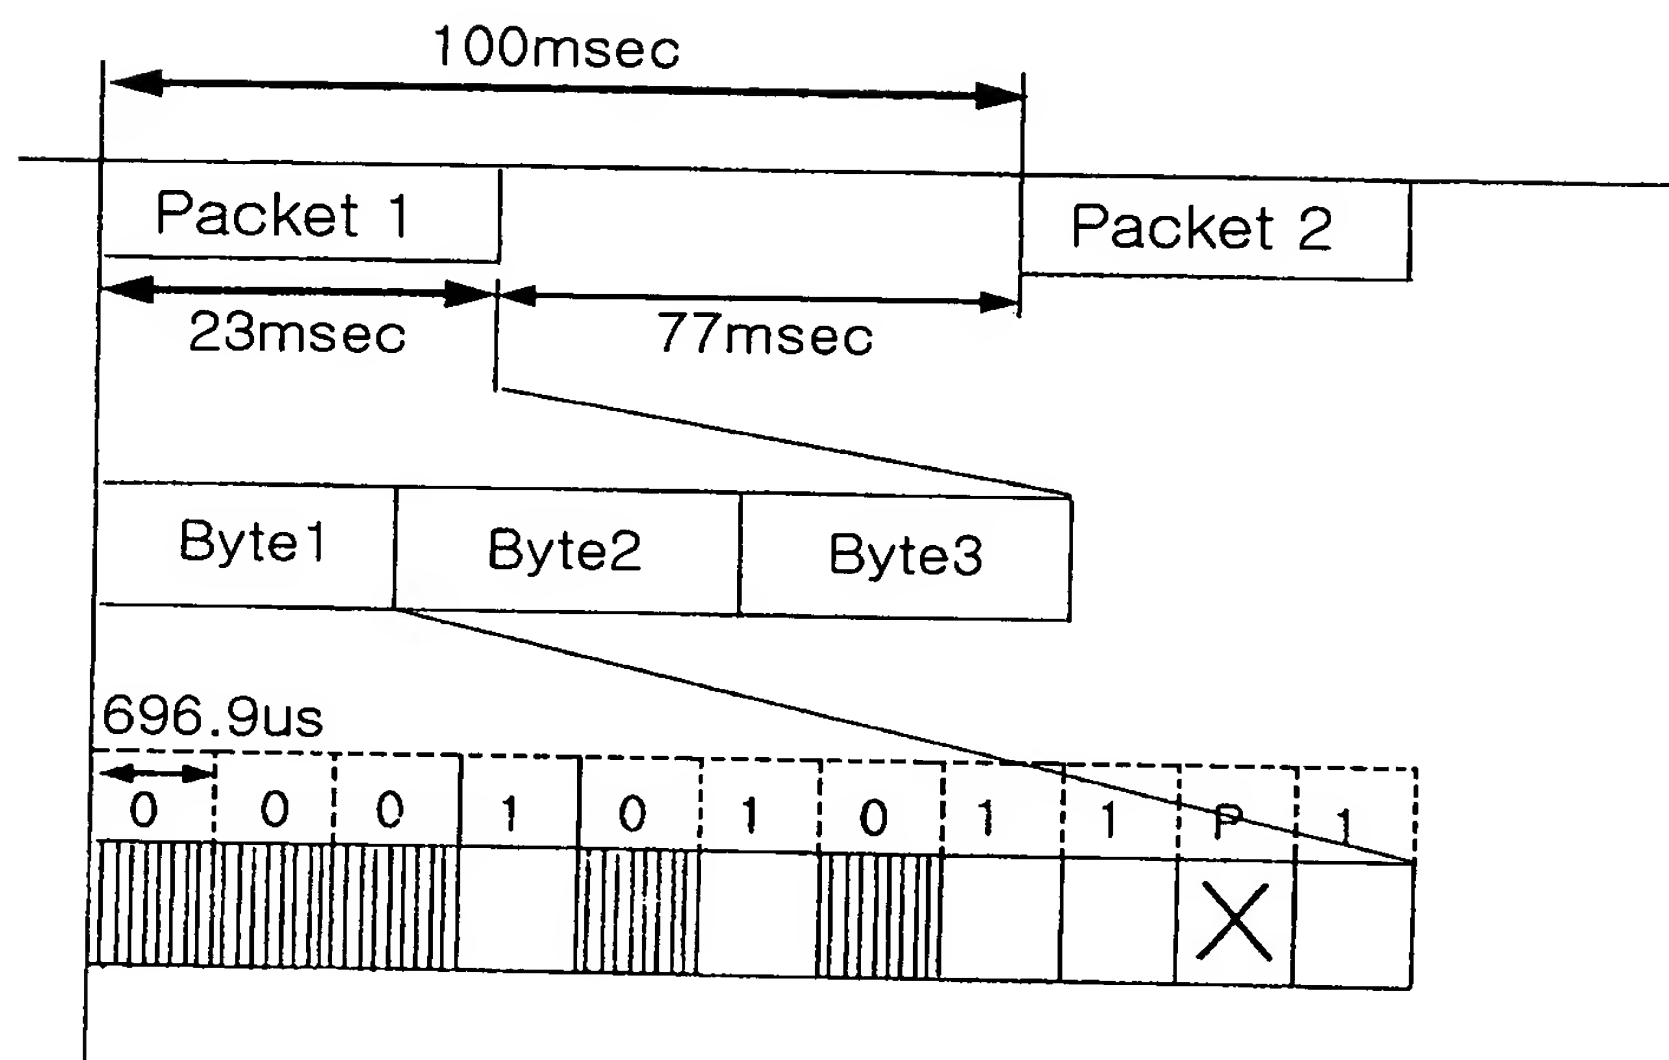 100msec
Packet 1
Packet 2
23msec
77msec
Byte1 Byte2 Byte3
696.9us
0 0 0 1 0 1 0 1 1 P 1